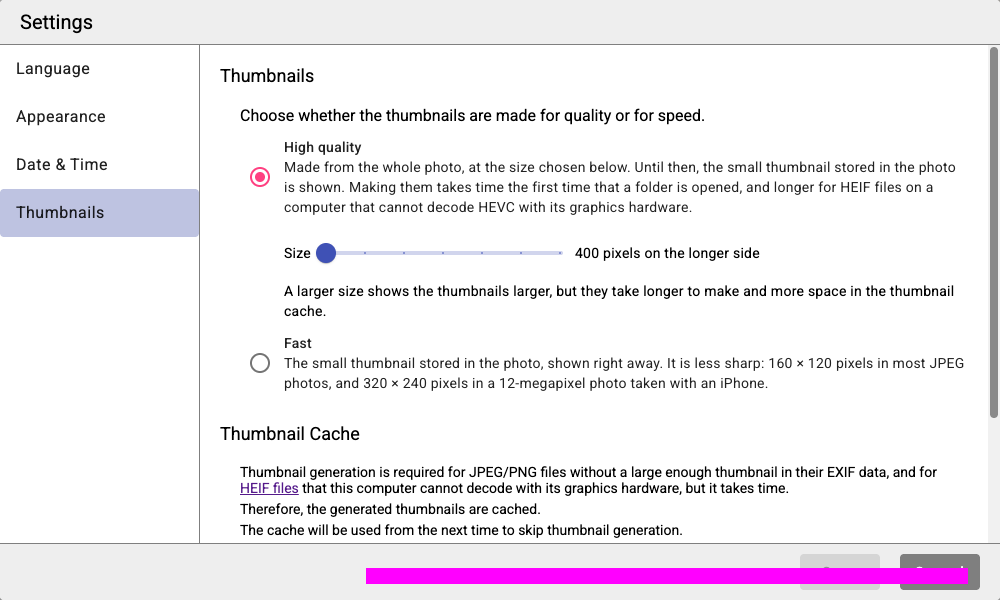 Settings
Language
Appearance
Date & Time
Thumbnails
Thumbnails
Choose whether the thumbnails are made for quality or for speed.
High quality
Made from the whole photo, at the size chosen below. Until then, the small thumbnail stored in the photo
is shown. Making them takes time the first time that a folder is opened, and longer for HEIF files on a
computer that cannot decode HEVC with its graphics hardware.
Size 400 pixels on the longer side
A larger size shows the thumbnails larger, but they take longer to make and more space in the thumbnail
cache.
Fast
The small thumbnail stored in the photo, shown right away. It is less sharp: 160 × 120 pixels in most JPEG
photos, and 320 × 240 pixels in a 12-megapixel photo taken with an iPhone.
Thumbnail Cache
Thumbnail generation is required for JPEG/PNG files without a large enough thumbnail in their EXIF data, and for
HEIF files that this computer cannot decode with its graphics hardware, but it takes time.
Therefore, the generated thumbnails are cached.
The cache will be used from the next time to skip thumbnail generation.